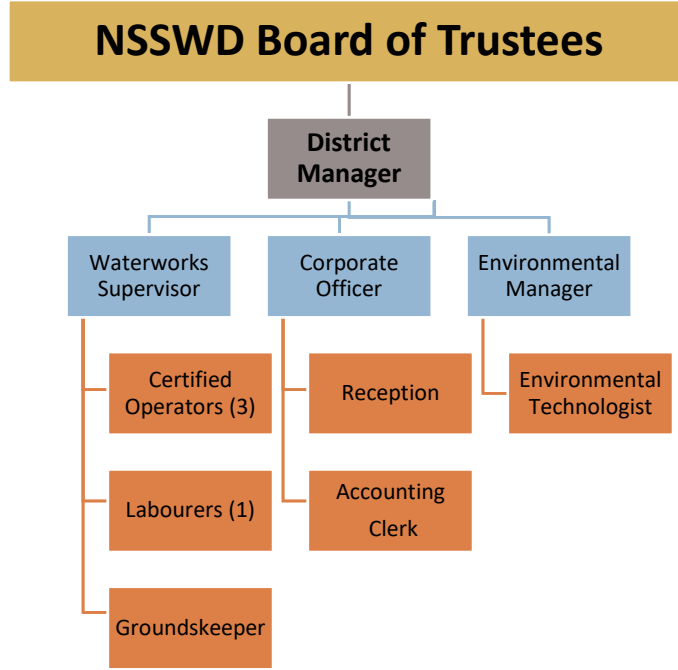 NSSWD Board of Trustees
District
Manager
Waterworks
Supervisor
Corporate
Officer
Environmental
Manager
Certified
Operators (3)
Reception
Environmental
Technologist
Labourers (1)
Accounting
Clerk
Groundskeeper